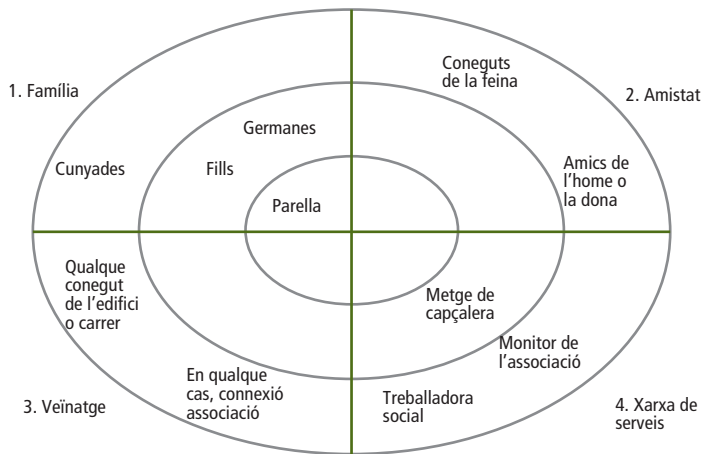 1. Família
Coneguts
de la feina
2. Amistat
Germanes
Cunyades
Fills
Amics de
l'home o
la dona
Parella
Qualque
conegut
de l'edifici
o carrer
Metge de
capçalera
Monitor de
l'associació
3. Veïnatge
En qualque
cas, connexió
associació
Treballadora
social
4. Xarxa de
serveis